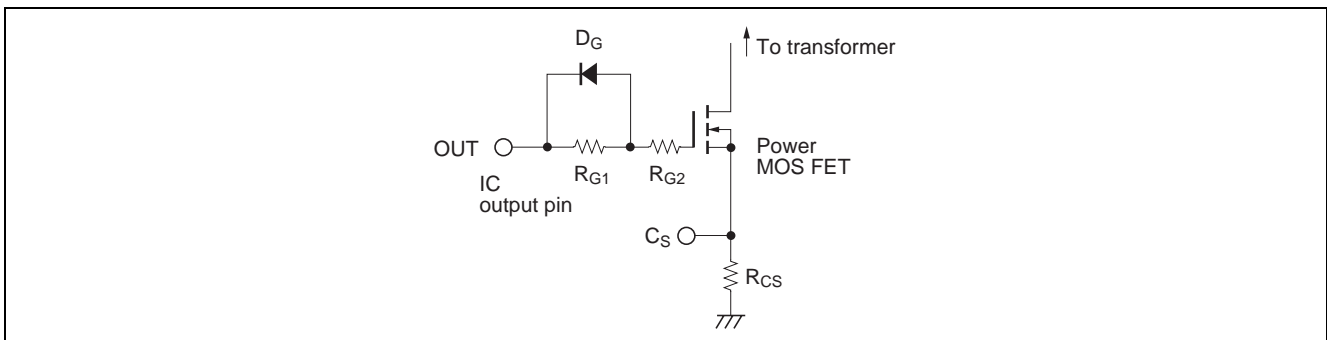 DG
To transformer
OUT
RG1
RG2
Power
MOS FET
IC
output pin
CS
RCS